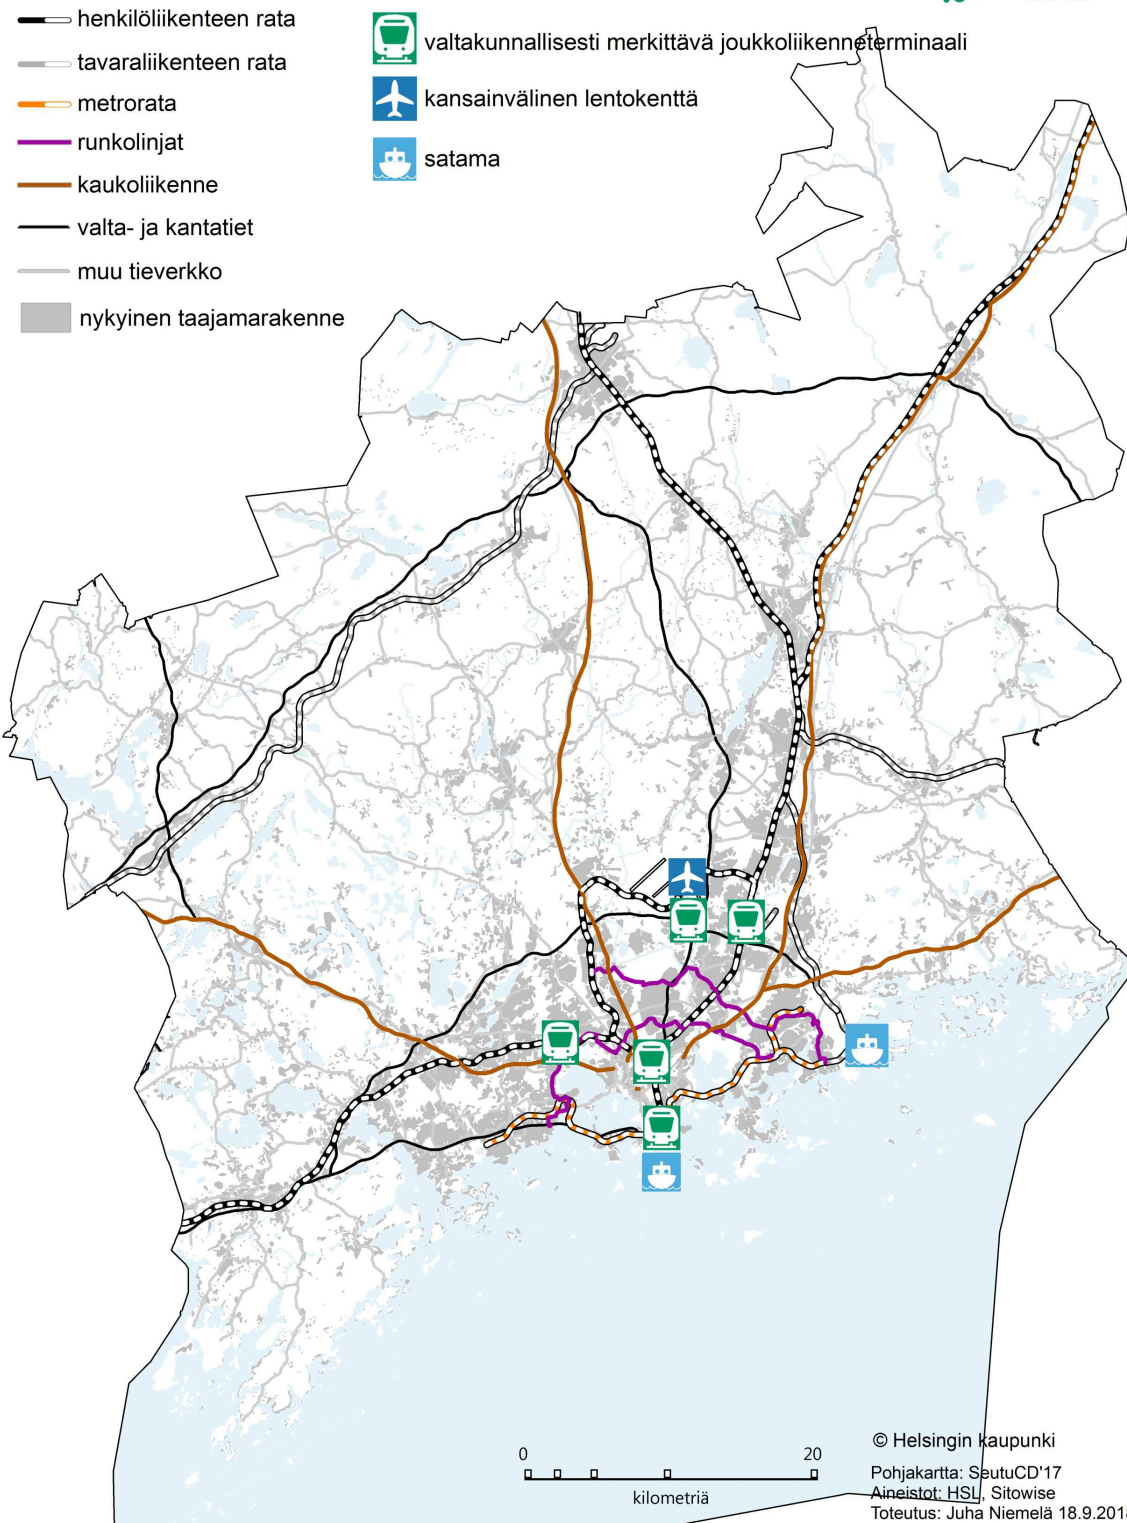 henkilöliikenteen rata
tavaraliikenteen rata
metrorata
runkolinjat
kaukoliikenne
valta- ja kantatiet
muu tieverkko
nykyinen taajamarakenne
valtakunnallisesti merkittävä joukkoliikenneterminaali
kansainvälinen lentokenttä
satama
0 20
kilometriä
© Helsingin kaupunki
Pohjakartta: SeutuCD'17
Aineistot: HSL, Sitowise
Toteutus: Juha Niemelä 18.9.2018